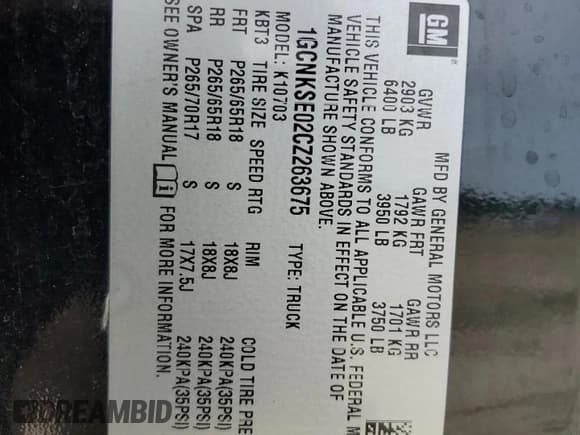 GM
MFD BY GENERAL MOTORS LLC
GVWR GAWR FRT GAWR RR
2903 KG 1792 KG 1701 KG
6400 LB 3950 LB 3750 LB
THIS VEHICLE CONFORMS TO ALL APPLICABLE U.S. FEDERAL M
VEHICLE SAFETY STANDARDS IN EFFECT ON THE DATE OF
MANUFACTURE SHOWN ABOVE.
1GCNKSE02CZ263675 TYPE: TRUCK
MODEL: K10703
KBT3 TIRE SIZE SPEED RTG RIM COLD TIRE PRE
FRT P265/65R18 S 18X8J 240KPA(35PSI)
RR P265/65R18 S 18X8J 240KPA(35PSI)
SPA P265/70R17 S 17X7.5J 240KPA(35PSI)
SEE OWNER'S MANUAL FOR MORE INFORMATION.
DREAMBID